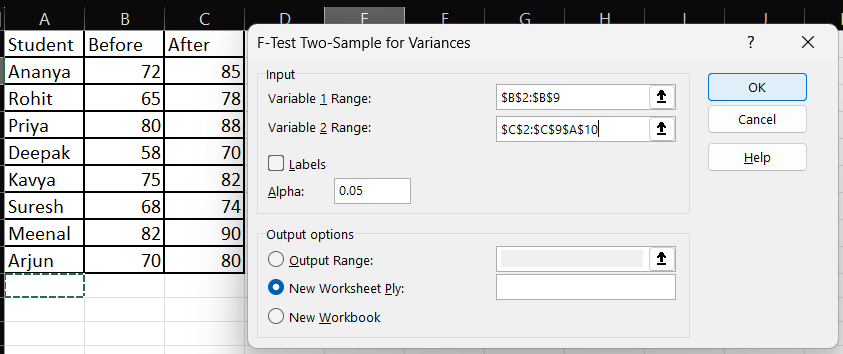 A B C D E F G H I J
Student Before After
Ananya 72 85
Rohit 65 78
Priya 80 88
Deepak 58 70
Kavya 75 82
Suresh 68 74
Meenal 82 90
Arjun 70 80
F-Test Two-Sample for Variances ?
Input
Variable 1 Range: $B$2:$B$9
Variable 2 Range: $C$2:$C$9$A$10
Labels
Alpha: 0.05
Output options
Output Range:
New Worksheet Ply:
New Workbook
OK
Cancel
Help